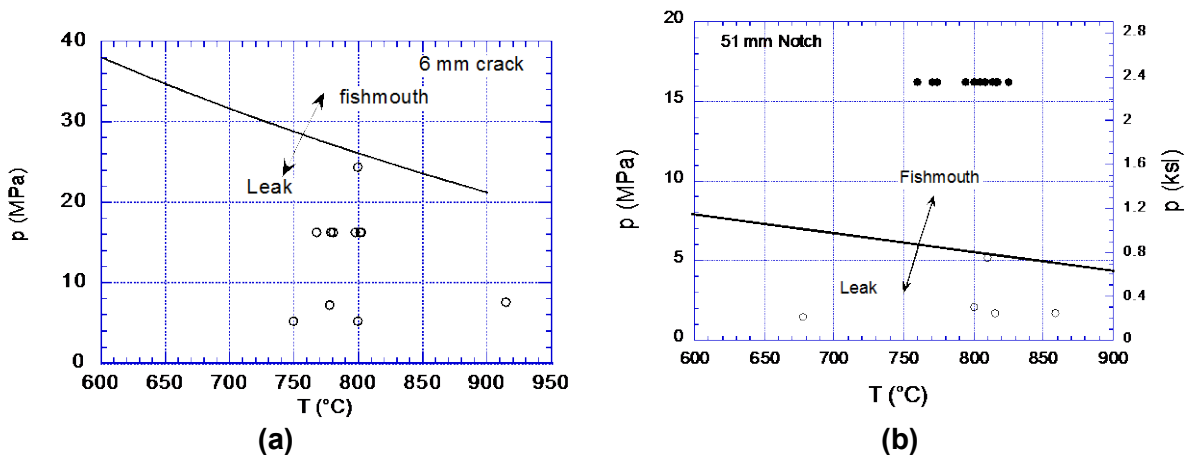 40
30
20
10
0
p (MPa)
6 mm crack
fishmouth
Leak
600 650 700 750 800 850 900 950
T (°C)
(a)
20
15
10
5
0
p (MPa)
51 mm Notch
Fishmouth
Leak
2.8
2.4
2
1.6
1.2
0.8
0.4
0
p (ksI)
600 650 700 750 800 850 900
T (°C)
(b)